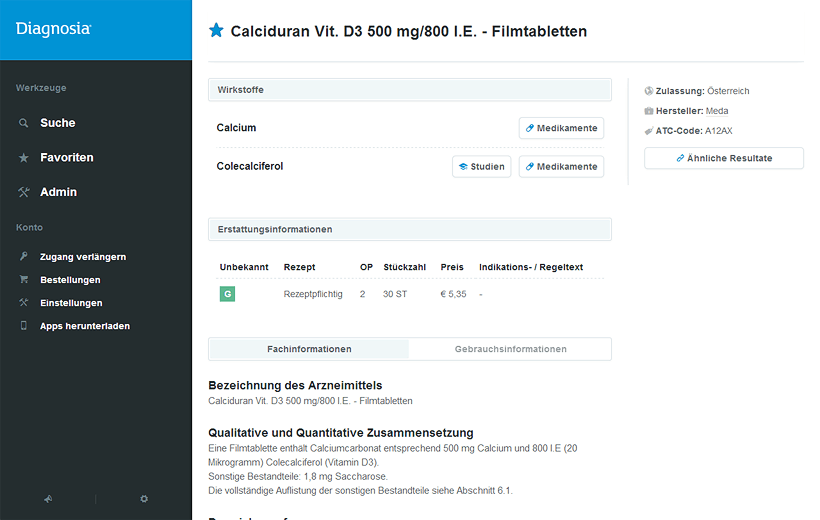 Diagnosia
Werkzeuge
Suche
Favoriten
Admin
Konto
Zugang verlängern
Bestellungen
Einstellungen
Apps herunterladen
Calciduran Vit. D3 500 mg/800 I.E. - Filmtabletten
Wirkstoffe
Calcium Medikamente
Colecalciferol Studien Medikamente
Zulassung: Österreich
Hersteller: Meda
ATC-Code: A12AX
Ähnliche Resultate
Erstattungsinformationen
Unbekannt Rezept OP Stückzahl Preis Indikations- / Regeltext
G Rezeptpflichtig 2 30 ST € 5,35 -
Fachinformationen Gebrauchsinformationen
Bezeichnung des Arzneimittels
Calciduran Vit. D3 500 mg/800 I.E. - Filmtabletten
Qualitative und Quantitative Zusammensetzung
Eine Filmtablette enthält Calciumcarbonat entsprechend 500 mg Calcium und 800 I.E (20
Mikrogramm) Colecalciferol (Vitamin D3).
Sonstige Bestandteile: 1,8 mg Saccharose.
Die vollständige Auflistung der sonstigen Bestandteile siehe Abschnitt 6.1.